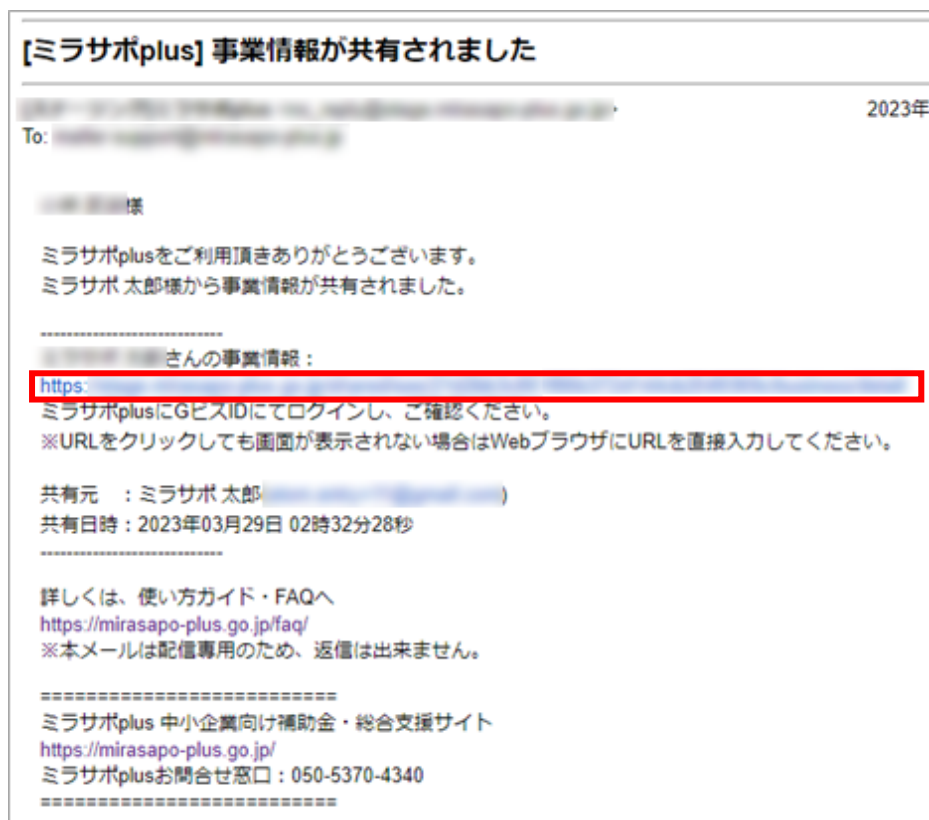 [ミラサポplus] 事業情報が共有されました
2023年
To:
様
ミラサポplusをご利用頂きありがとうございます。
ミラサポ 太郎様から事業情報が共有されました。
----------------------------
さんの事業情報：
https:
ミラサポplusにGビズIDにてログインし、ご確認ください。
※URLをクリックしても画面が表示されない場合はWebブラウザにURLを直接入力してください。
共有元　：ミラサポ 太郎( )
共有日時：2023年03月29日 02時32分28秒
----------------------------
詳しくは、使い方ガイド・FAQへ
https://mirasapo-plus.go.jp/faq/
※本メールは配信専用のため、返信は出来ません。
==========================
ミラサポplus 中小企業向け補助金・総合支援サイト
https://mirasapo-plus.go.jp/
ミラサポplusお問合せ窓口：050-5370-4340
==========================